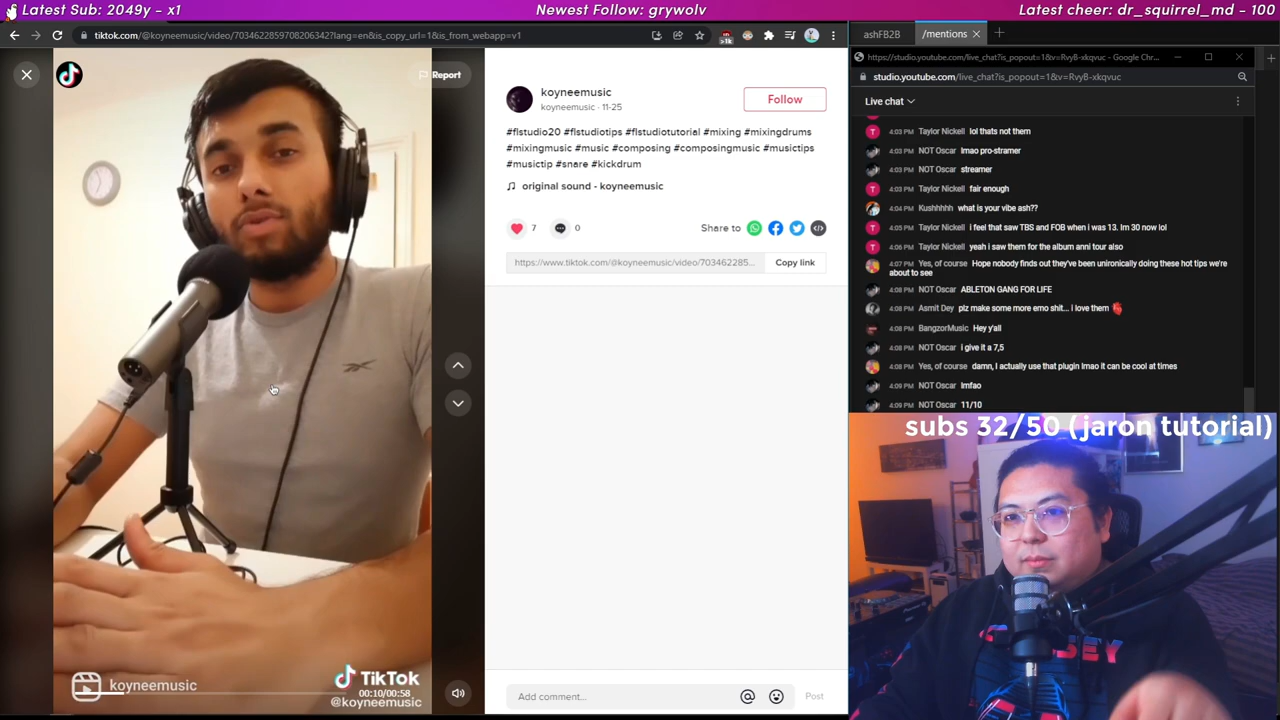 Latest Sub: 2049y - x1
Newest Follow: grywolv
Latest cheer: dr_squirrel_md - 100
tiktok.com/@koyneemusic/video/7034622859708206342?lang=en&is_copy_url=1&is_from_webapp=v1
>1k
ashFB2B
/mentions
https://studio.youtube.com/live_chat?is_popout=1&v=RvyB-xkqvuc - Google Chr...
studio.youtube.com/live_chat?is_popout=1&v=RvyB-xkqvuc
Live chat
Report
koyneemusic
koyneemusic · 11-25
Follow
#flstudio20 #flstudiotips #flstudiotutorial #mixing #mixingdrums
#mixingmusic #music #composing #composingmusic #musictips
#musictip #snare #kickdrum
original sound - koyneemusic
7
0
Share to
https://www.tiktok.com/@koyneemusic/video/703462285...
Copy link
T 4:03 PM Taylor Nickell lol thats not them
4:03 PM NOT Oscar lmao pro-stramer
4:03 PM NOT Oscar streamer
T 4:03 PM Taylor Nickell fair enough
4:04 PM Kushhhhh what is your vibe ash??
T 4:05 PM Taylor Nickell i feel that saw TBS and FOB when i was 13. Im 30 now lol
T 4:06 PM Taylor Nickell yeah i saw them for the album anni tour also
4:07 PM Yes, of course Hope nobody finds out they've been unironically doing these hot tips we're
about to see
4:08 PM NOT Oscar ABLETON GANG FOR LIFE
4:08 PM Asmit Dey plz make some more emo shit... i love them
4:08 PM BangzorMusic Hey y'all
4:08 PM NOT Oscar i give it a 7,5
4:08 PM Yes, of course damn, I actually use that plugin lmao it can be cool at times
4:09 PM NOT Oscar lmfao
4:09 PM NOT Oscar 11/10
subs 32/50 (jaron tutorial)
koyneemusic
TikTok
00:10/00:58
@koyneemusic
Add comment...
@
Post